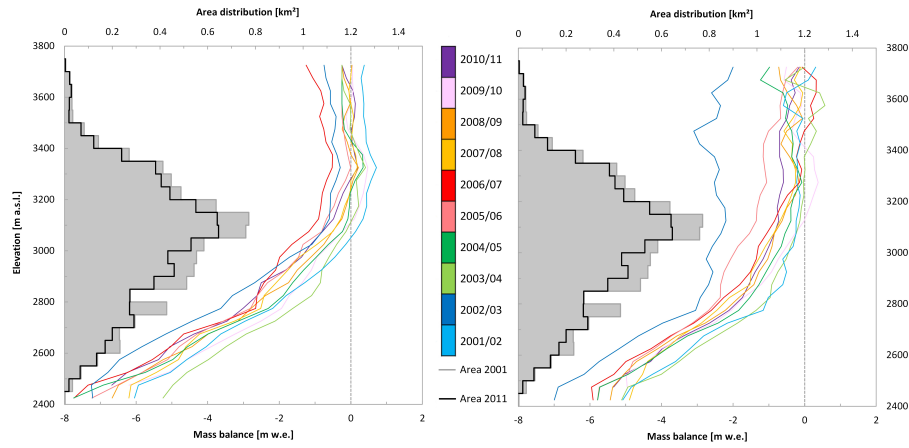 Area distribution [km²]
0 0.2 0.4 0.6 0.8 1 1.2 1.4
3800
3600
3400
3200
3000
2800
2600
2400
Elevation [m a.s.l.]
-8 -6 -4 -2 0 2
Mass balance [m w.e.]
2010/11
2009/10
2008/09
2007/08
2006/07
2005/06
2004/05
2003/04
2002/03
2001/02
Area 2001
Area 2011
Area distribution [km²]
0 0.2 0.4 0.6 0.8 1 1.2 1.4
3800
3600
3400
3200
3000
2800
2600
2400
-8 -6 -4 -2 0 2
Mass balance [m w.e.]